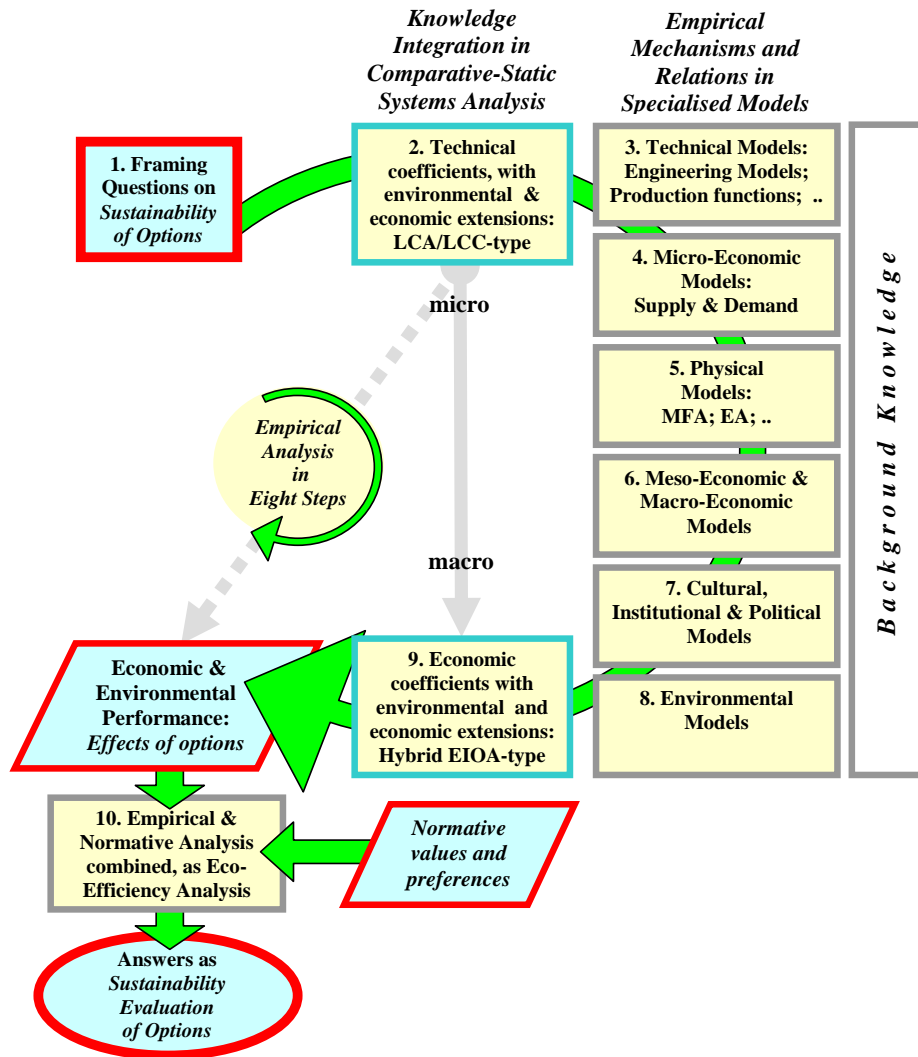 Knowledge
Integration in
Comparative-Static
Systems Analysis
Empirical
Mechanisms and
Relations in
Specialised Models
1. Framing
Questions on
Sustainability
of Options
2. Technical
coefficients, with
environmental &
economic extensions:
LCA/LCC-type
3. Technical Models:
Engineering Models;
Production functions; ..
4. Micro-Economic
Models:
Supply & Demand
5. Physical
Models:
MFA; EA; ..
6. Meso-Economic &
Macro-Economic
Models
7. Cultural,
Institutional & Political
Models
8. Environmental Models
Background Knowledge
micro
Empirical
Analysis
in
Eight Steps
macro
9. Economic
coefficients with
environmental and
economic extensions:
Hybrid EIOA-type
Economic &
Environmental
Performance:
Effects of options
10. Empirical &
Normative Analysis
combined, as Eco-
Efficiency Analysis
Normative
values and
preferences
Answers as
Sustainability
Evaluation
of Options